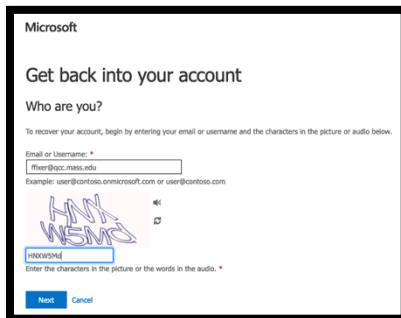 Microsoft
Get back into your account
Who are you?
To recover your account, begin by entering your email or username and the characters in the picture or audio below.
Email or Username: *
ffixer@qcc.mass.edu
Example: user@contoso.onmicrosoft.com or user@contoso.com
HNX
W5Md
HNXW5Md
Enter the characters in the picture or the words in the audio. *
Next Cancel